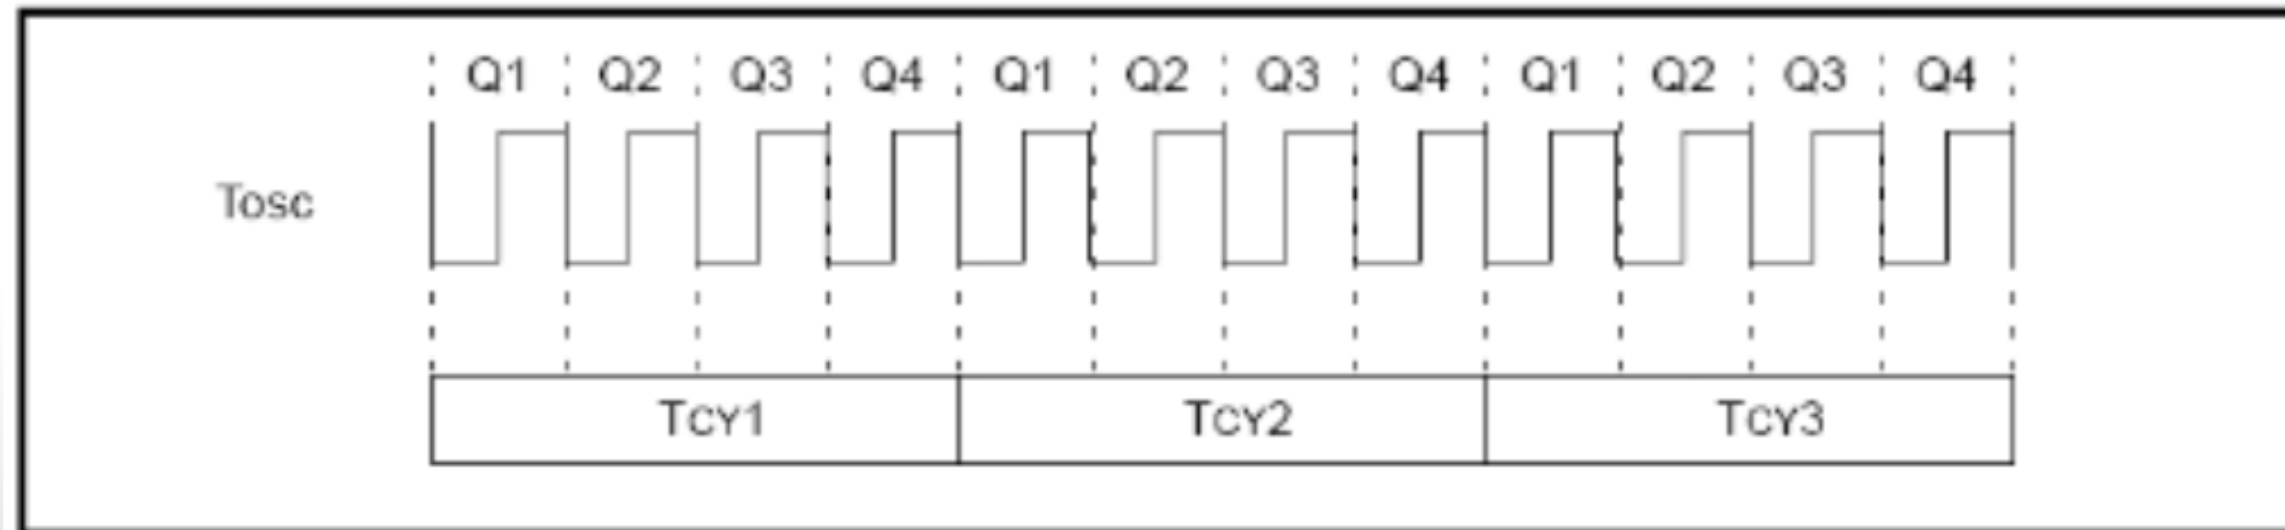 Q1 Q2 Q3 Q4 Q1 Q2 Q3 Q4 Q1 Q2 Q3 Q4
Tosc
TCY1 TCY2 TCY3